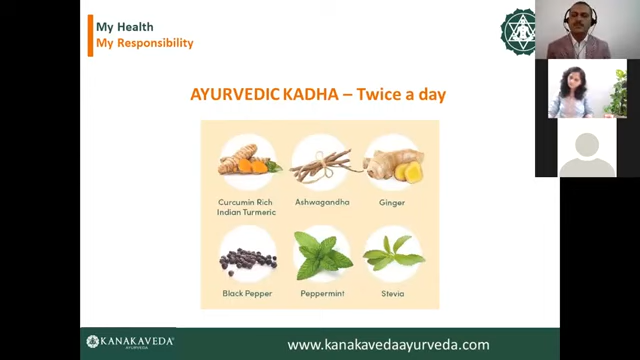 My Health
My Responsibility
AYURVEDIC KADHA – Twice a day
Curcumin Rich
Indian Turmeric
Ashwagandha
Ginger
Black Pepper
Peppermint
Stevia
KANAKAVEDA
AYURVEDA
www.kanakavedaayurveda.com